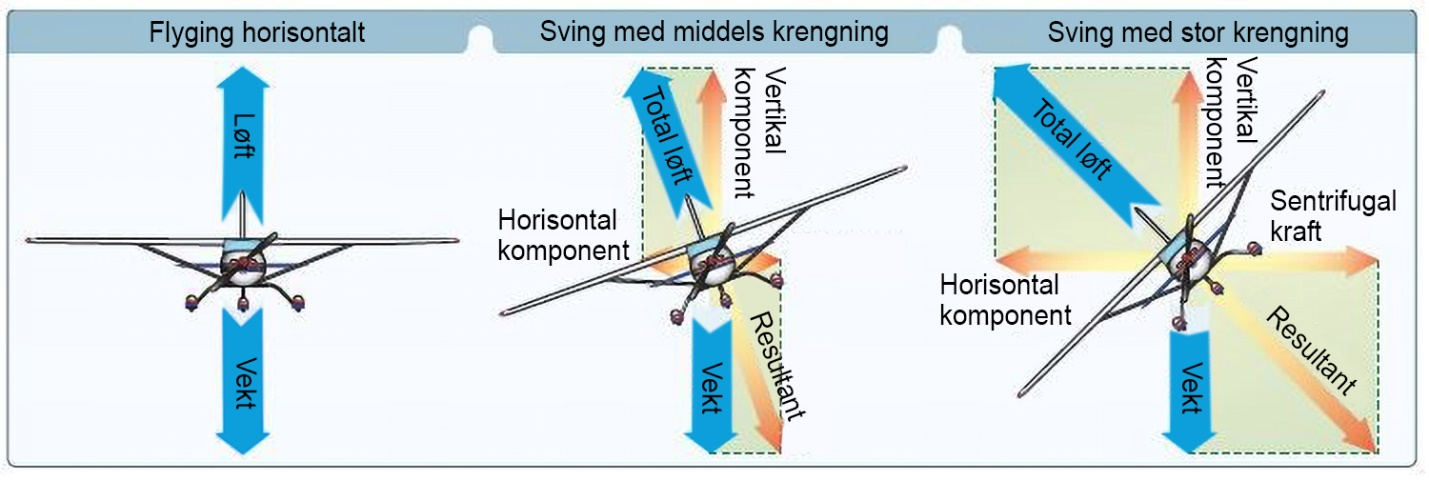 Flyging horisontalt
Løft
Vekt
Sving med middels krengning
Total løft
Vertikal
komponent
Horisontal
komponent
Vekt
Resultant
Sving med stor krengning
Total løft
Vertikal
komponent
Sentrifugal
kraft
Horisontal
komponent
Vekt
Resultant